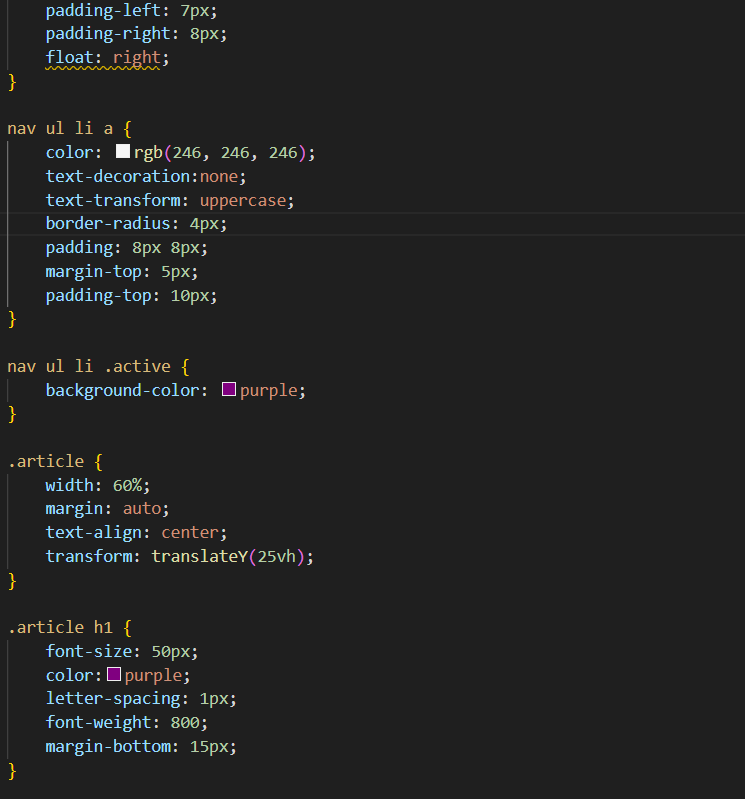 padding-left: 7px;
padding-right: 8px;
float: right;
}
nav ul li a {
color: rgb(246, 246, 246);
text-decoration:none;
text-transform: uppercase;
border-radius: 4px;
padding: 8px 8px;
margin-top: 5px;
padding-top: 10px;
}
nav ul li .active {
background-color: purple;
}
.article {
width: 60%;
margin: auto;
text-align: center;
transform: translateY(25vh);
}
.article h1 {
font-size: 50px;
color:purple;
letter-spacing: 1px;
font-weight: 800;
margin-bottom: 15px;
}